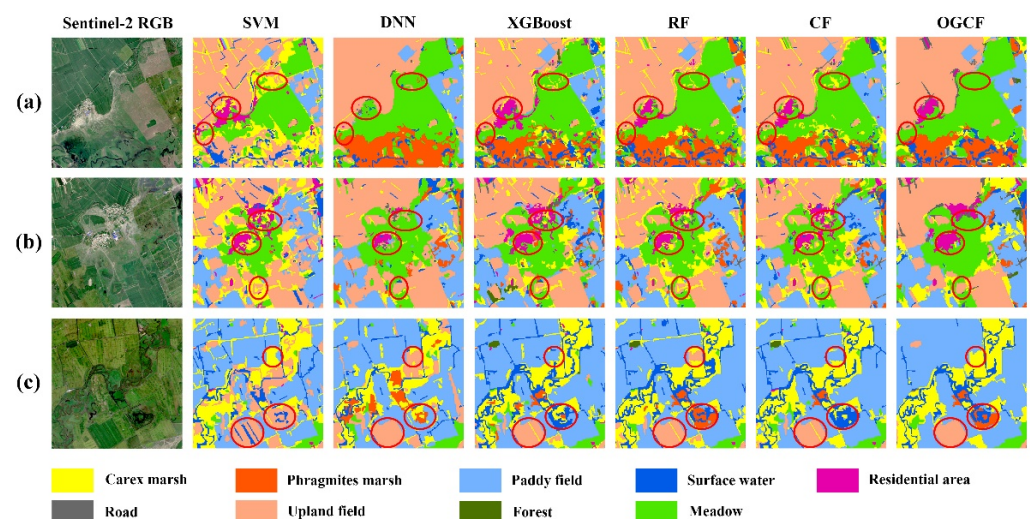 Sentinel-2 RGB SVM DNN XGBoost RF CF OGCF
(a)
(b)
(c)
Carex marsh Phragmites marsh Paddy field Surface water Residential area
Road Upland field Forest Meadow